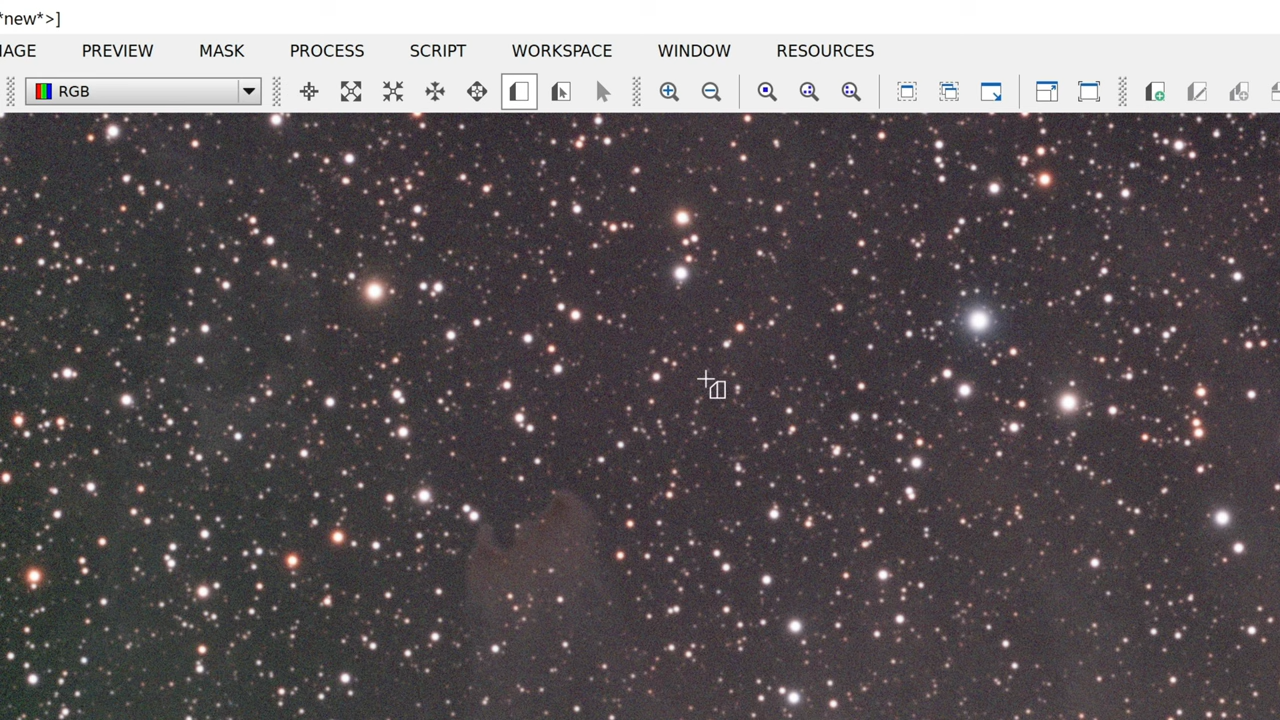 *new*>]
IAGE PREVIEW MASK PROCESS SCRIPT WORKSPACE WINDOW RESOURCES
RGB